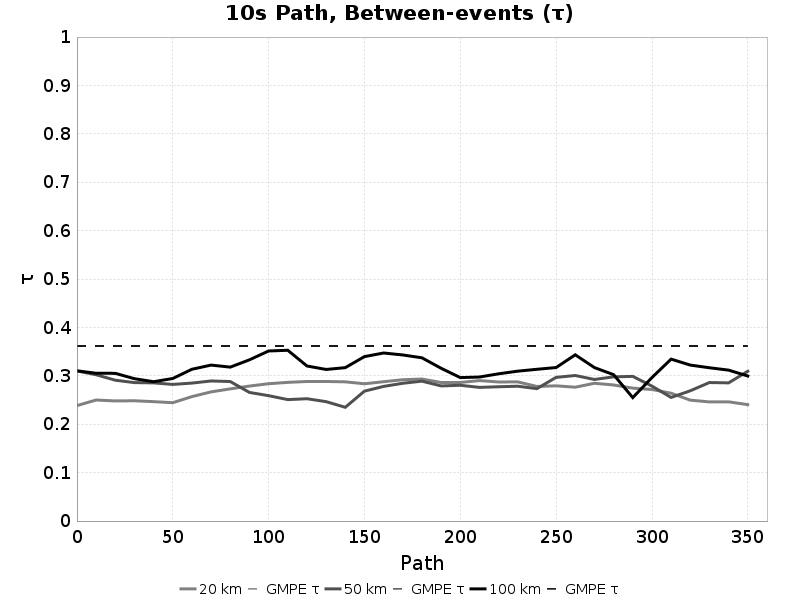 10s Path, Between-events (τ)
1
0.9
0.8
0.7
0.6
0.5
0.4
0.3
0.2
0.1
0
τ
0 50 100 150 200 250 300 350
Path
20 km GMPE τ 50 km GMPE τ 100 km GMPE τ